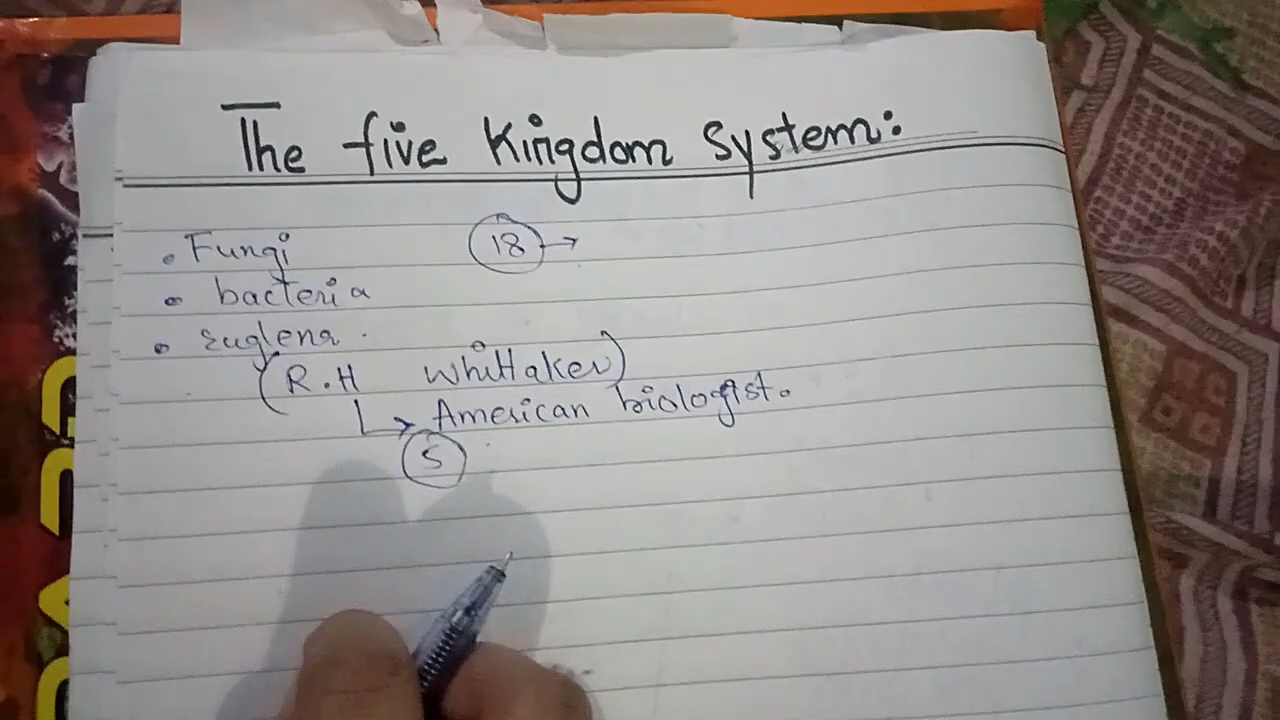 The five Kingdom System:
• Fungi 18 →
• bacteria
• Euglena
(R.H Whittaker)
↳ American biologist.
5